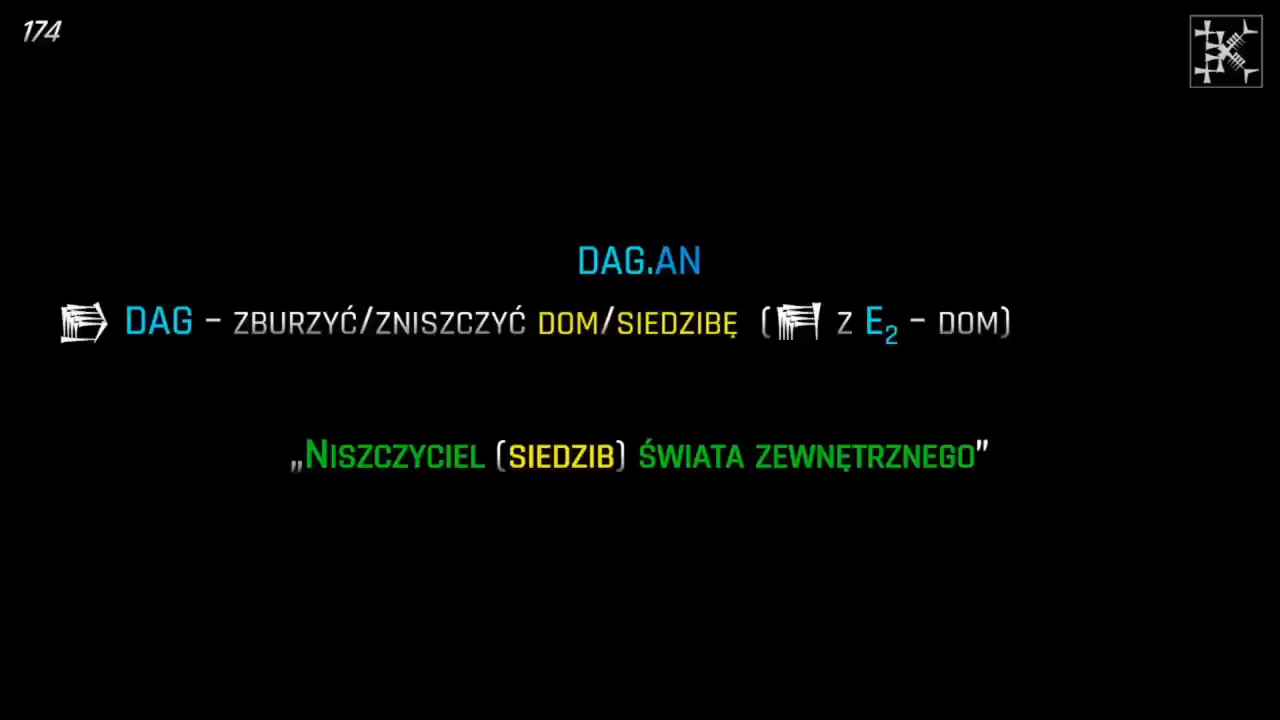 174
DAG.AN
𒁖 DAG – ZBURZYĆ/ZNISZCZYĆ DOM/SIEDZIBĘ (𒂍 Z E₂ – DOM)
„NISZCZYCIEL (SIEDZIB) ŚWIATA ZEWNĘTRZNEGO”